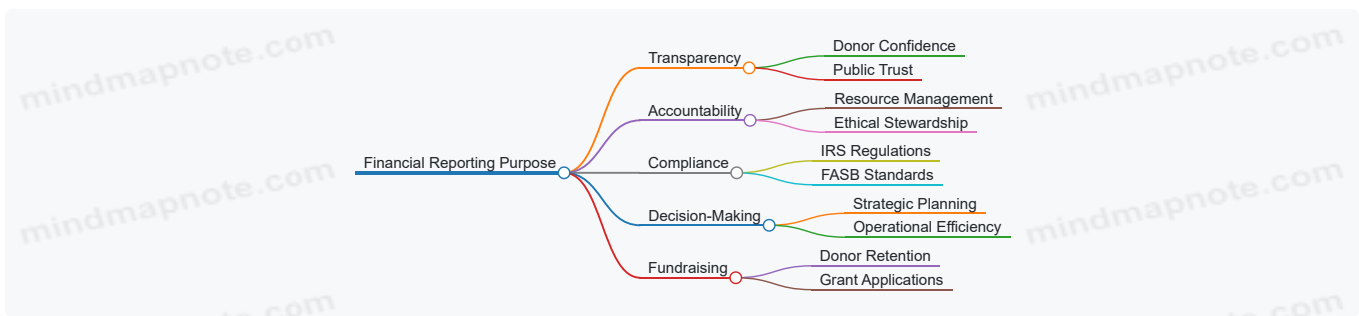 mindmapnote.com
mindmapnote.com
Financial Reporting Purpose
Transparency
Donor Confidence
Public Trust
Accountability
Resource Management
Ethical Stewardship
Compliance
IRS Regulations
FASB Standards
Decision-Making
Strategic Planning
Operational Efficiency
Fundraising
Donor Retention
Grant Applications
mindmapnote.com
mindmapnote.com
mindmapnote.com
mindmapnote.com